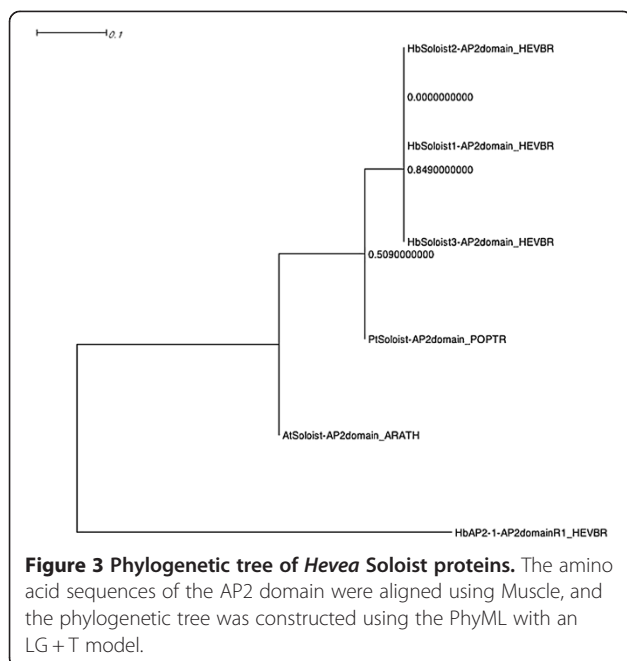 0.1
HbSoloist2-AP2domain_HEVBR
0.0000000000
HbSoloist1-AP2domain_HEVBR
0.8490000000
HbSoloist3-AP2domain_HEVBR
0.5090000000
PtSoloist-AP2domain_POPTR
AtSoloist-AP2domain_ARATH
HbAP2-1-AP2domainR1_HEVBR
Figure 3 Phylogenetic tree of Hevea Soloist proteins. The amino
acid sequences of the AP2 domain were aligned using Muscle, and
the phylogenetic tree was constructed using the PhyML with an
LG + T model.